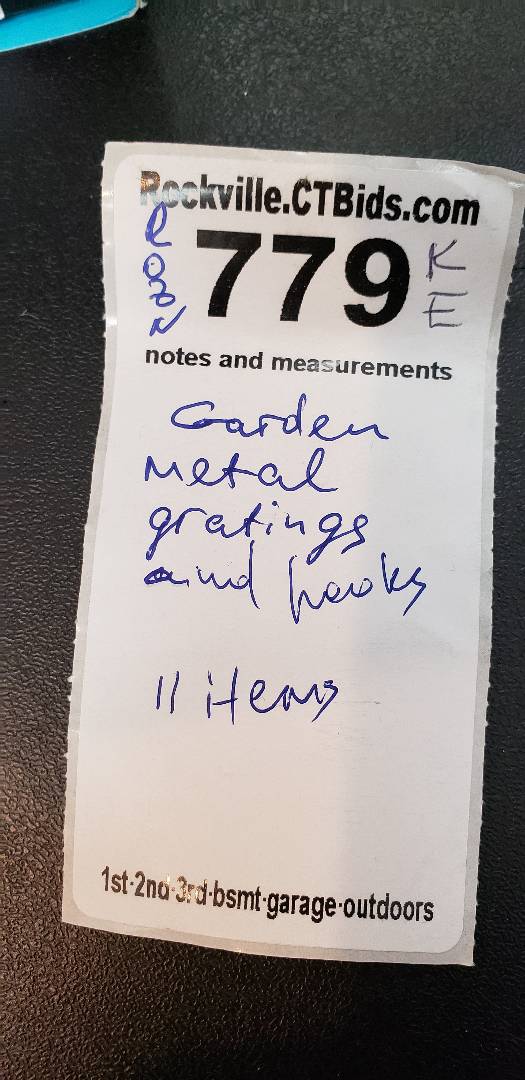 Rockville.CTBids.com
779
K
E
notes and measurements
Garden
metal
gratings
and hooks
11 items
1st·2nd·3rd·bsmt·garage·outdoors